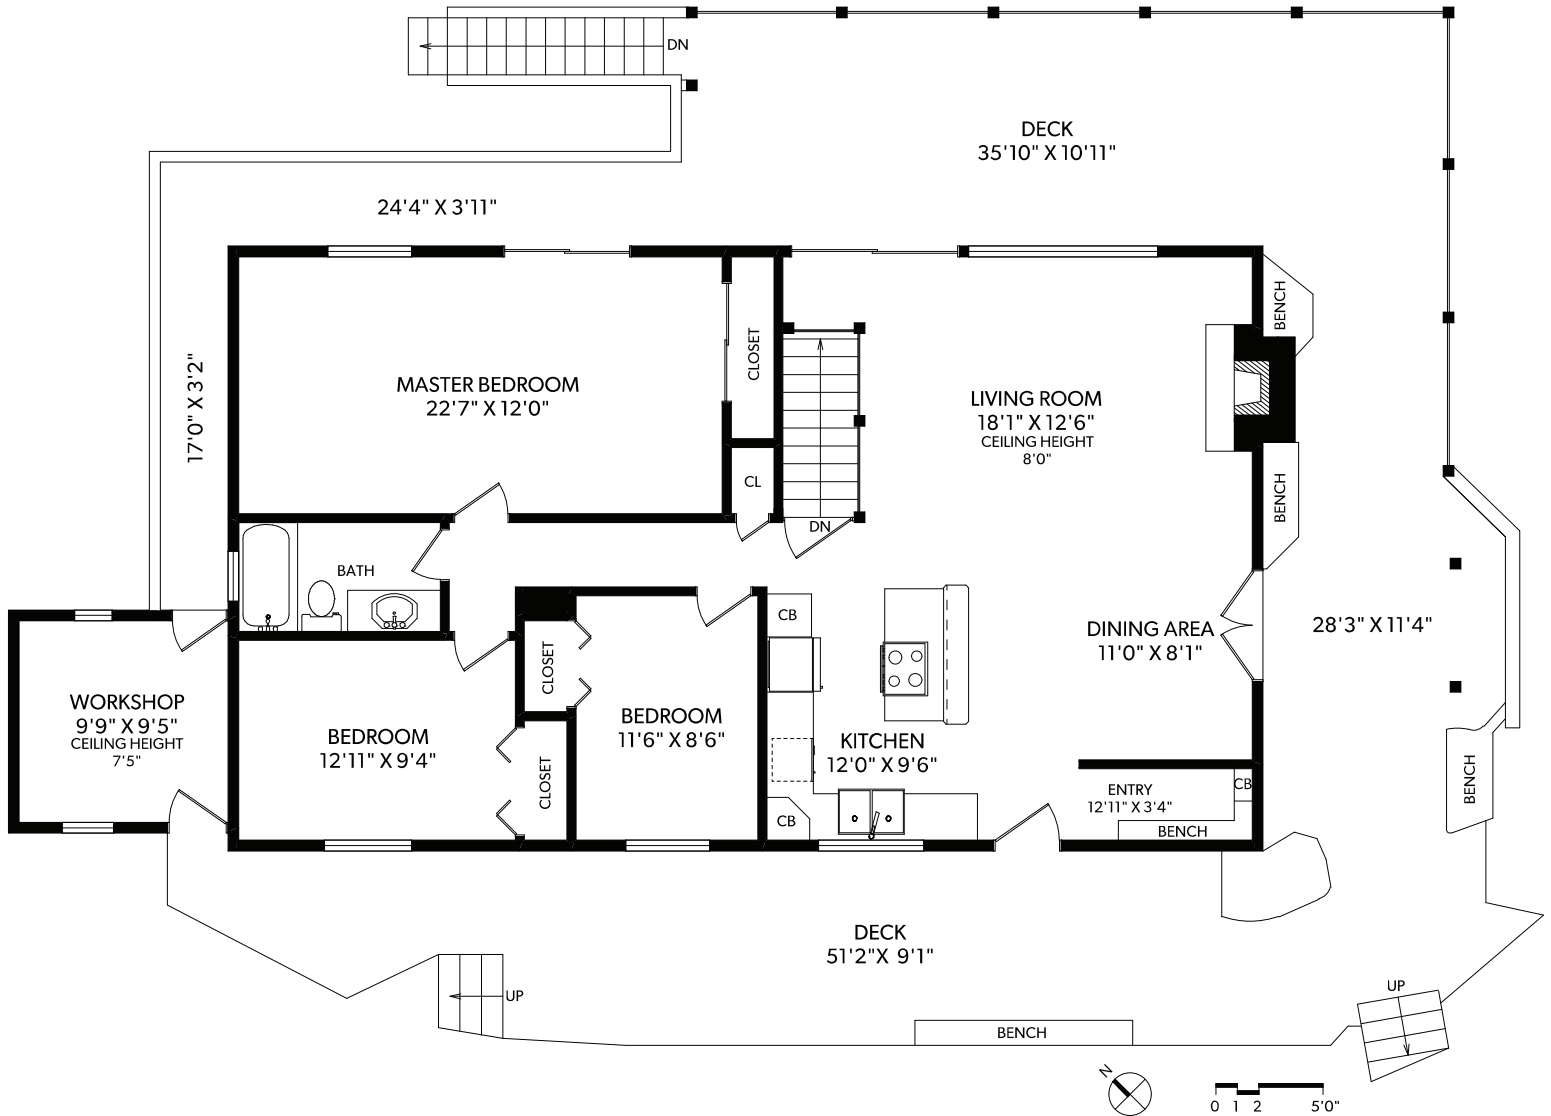 DN
DECK
35'10" X 10'11"
24'4" X 3'11"
BENCH
CLOSET
17'0" X 3'2"
MASTER BEDROOM
22'7" X 12'0"
LIVING ROOM
18'1" X 12'6"
CEILING HEIGHT
8'0"
CL
BENCH
DN
BATH
CB
DINING AREA
11'0" X 8'1"
28'3" X 11'4"
CLOSET
WORKSHOP
9'9" X 9'5"
CEILING HEIGHT
7'5"
BEDROOM
12'11" X 9'4"
BEDROOM
11'6" X 8'6"
CLOSET
KITCHEN
12'0" X 9'6"
ENTRY
12'11" X 3'4"
CB
BENCH
CB
BENCH
DECK
51'2"X 9'1"
UP
UP
BENCH
N
0 1 2 5'0"